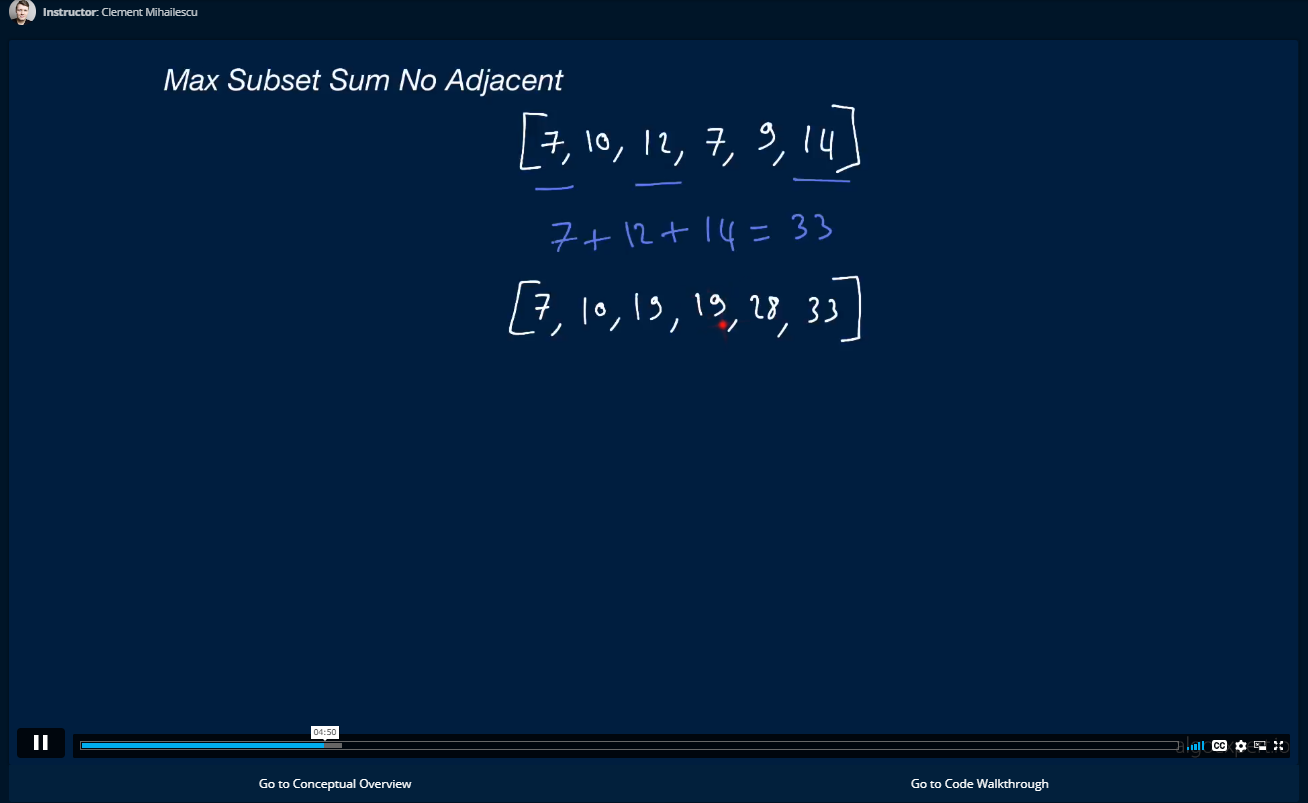 Instructor: Clement Mihailescu
Max Subset Sum No Adjacent
[7, 10, 12, 7, 9, 14]
7 + 12 + 14 = 33
[7, 10, 19, 19, 28, 33]
04:50
CC
Go to Conceptual Overview
Go to Code Walkthrough